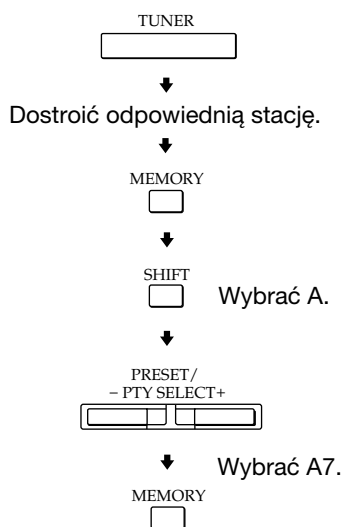 TUNER
Dostroić odpowiednią stację.
MEMORY
SHIFT
Wybrać A.
PRESET/
– PTY SELECT+
Wybrać A7.
MEMORY